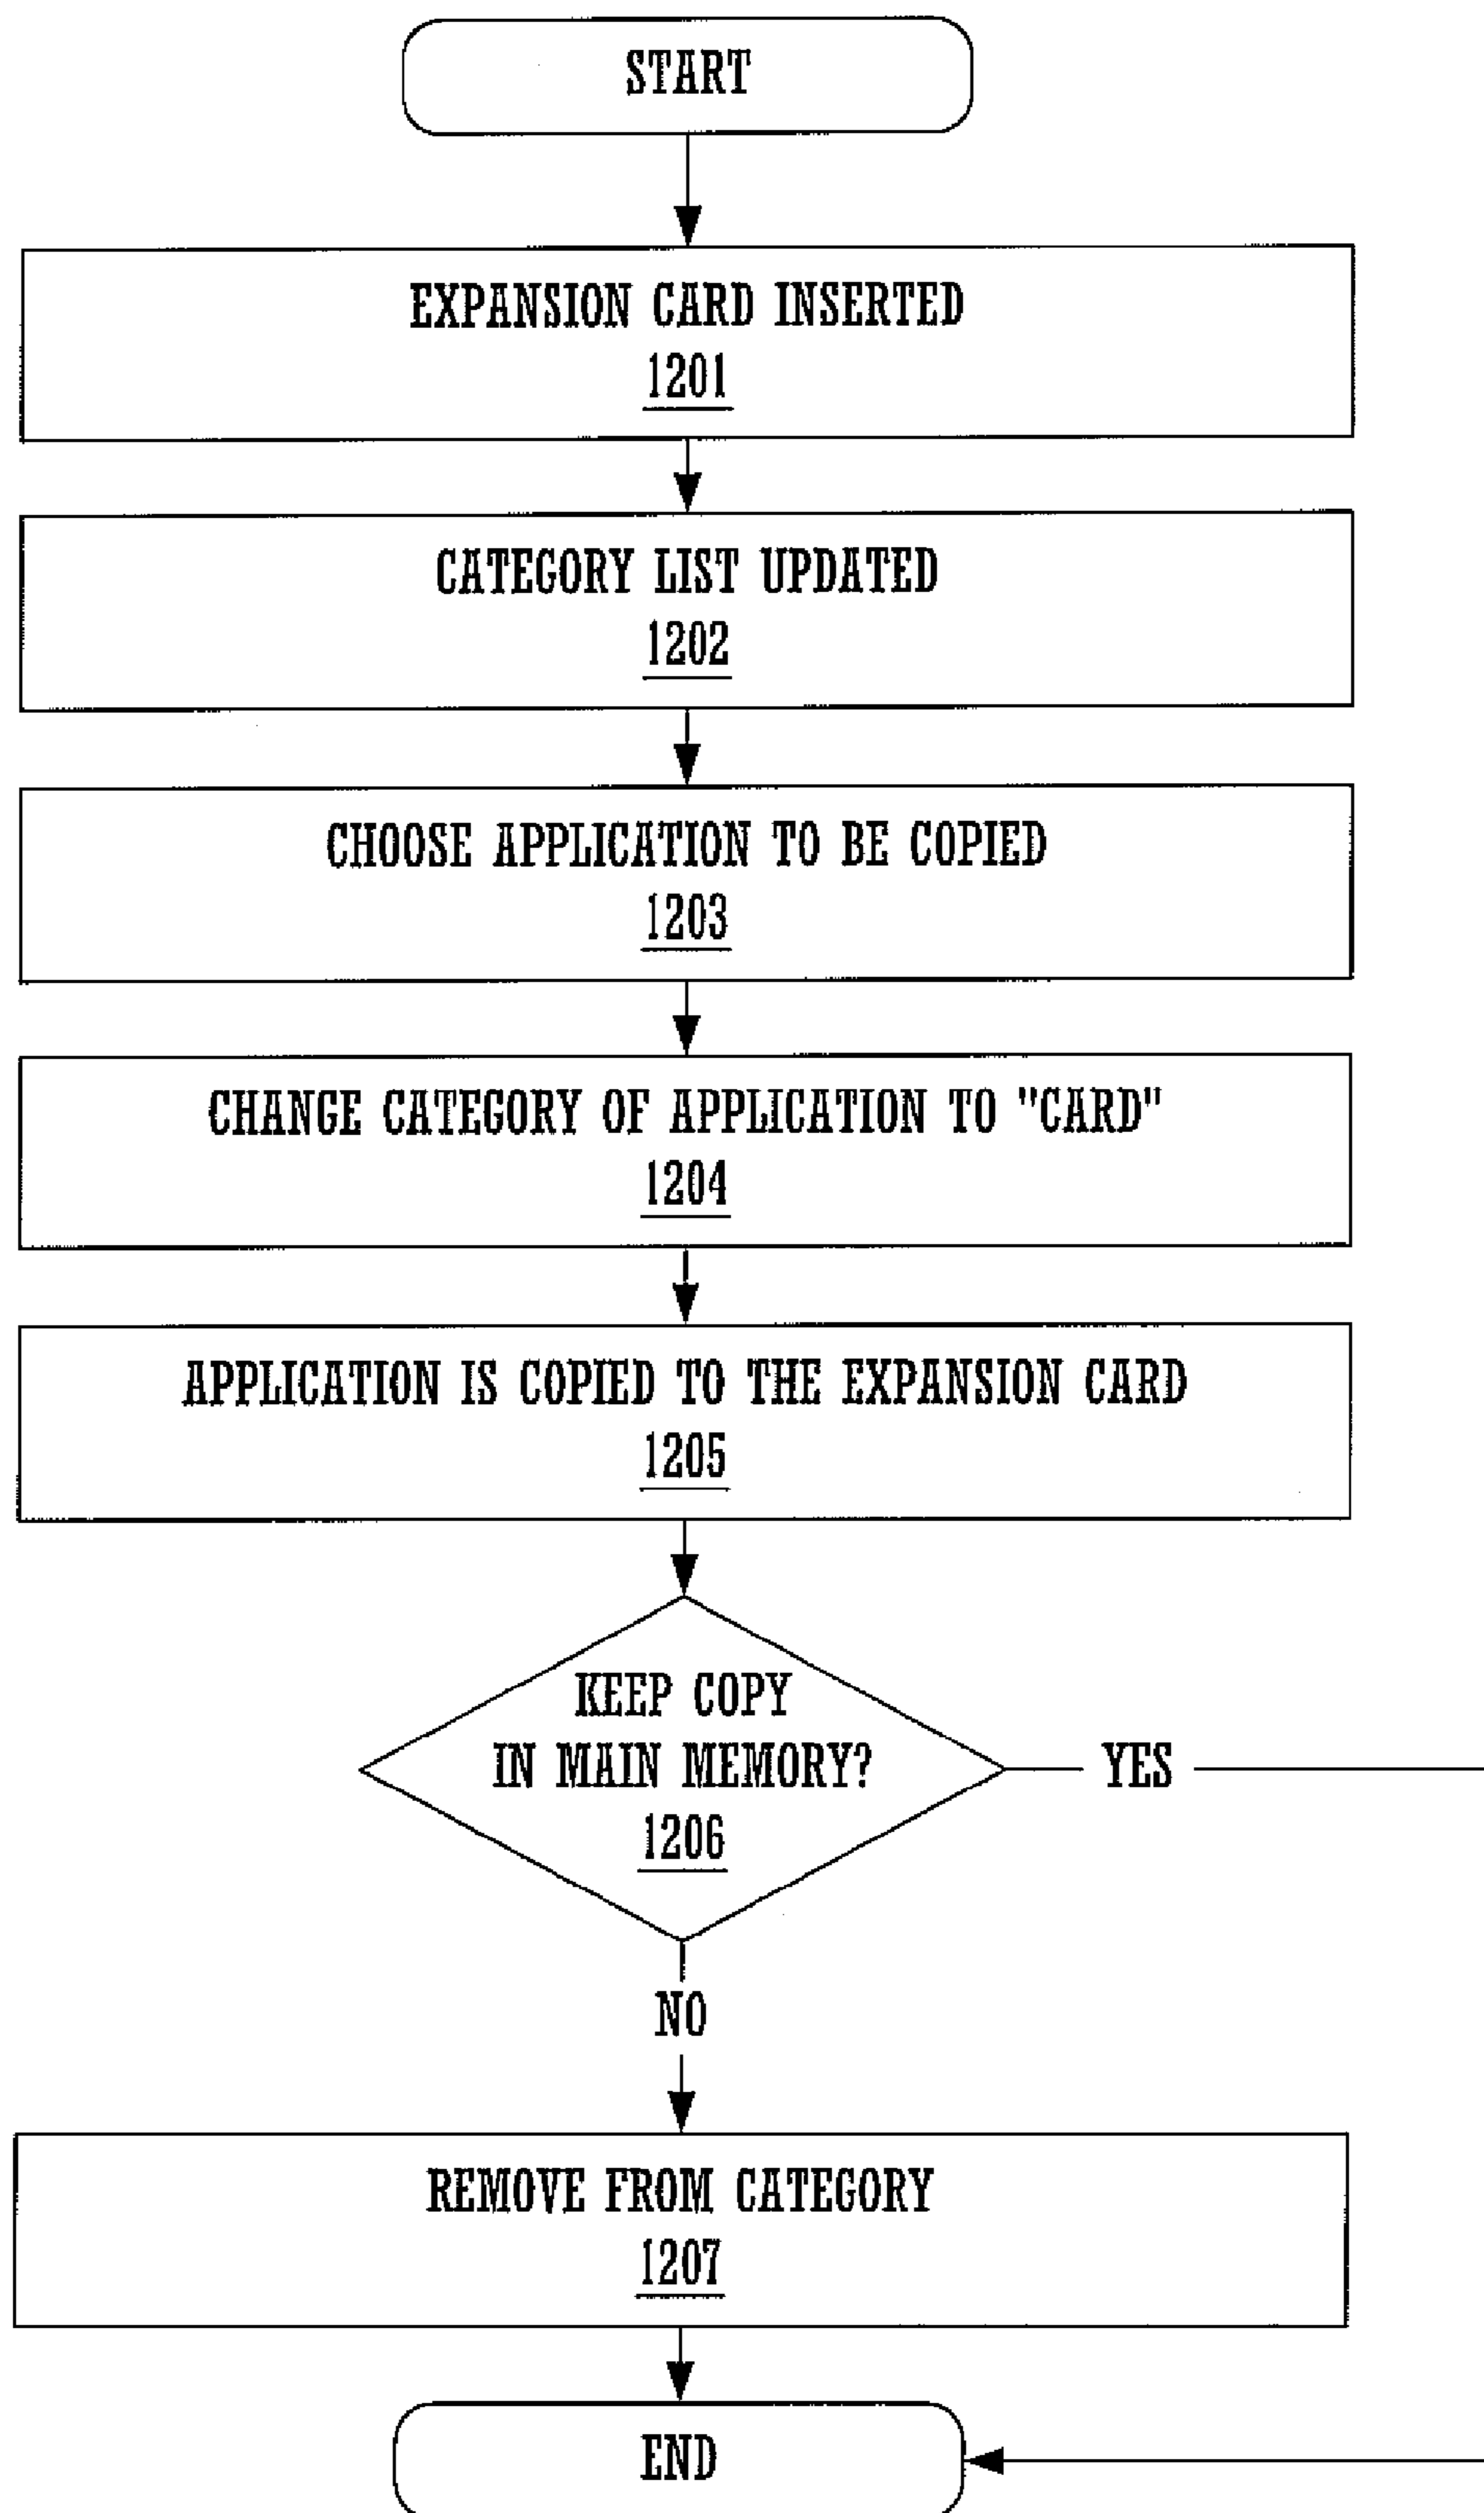 START
EXPANSION CARD INSERTED
1201
CATEGORY LIST UPDATED
1202
CHOOSE APPLICATION TO BE COPIED
1203
CHANGE CATEGORY OF APPLICATION TO "CARD"
1204
APPLICATION IS COPIED TO THE EXPANSION CARD
1205
KEEP COPY
IN MAIN MEMORY?
1206
YES
NO
REMOVE FROM CATEGORY
1207
END